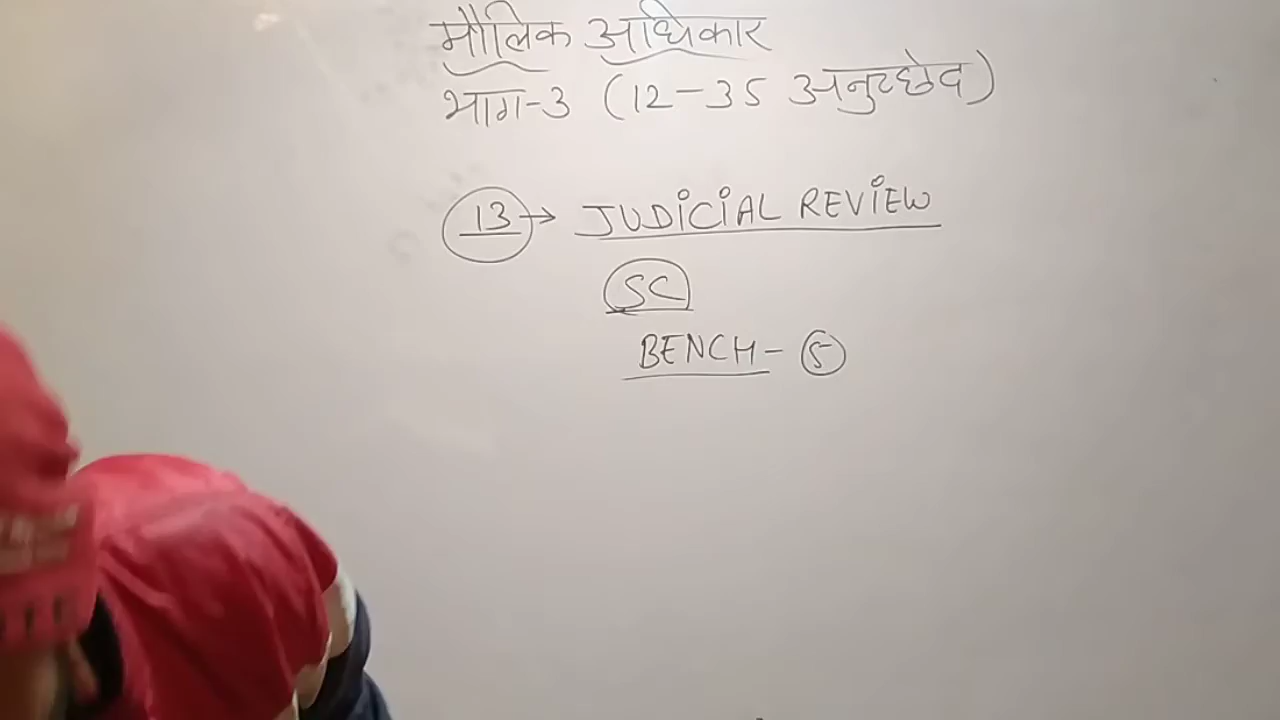 मौलिक अधिकार
भाग-3 (12-35 अनुच्छेद)
13 → JUDICIAL REVIEW
SC
BENCH - 5